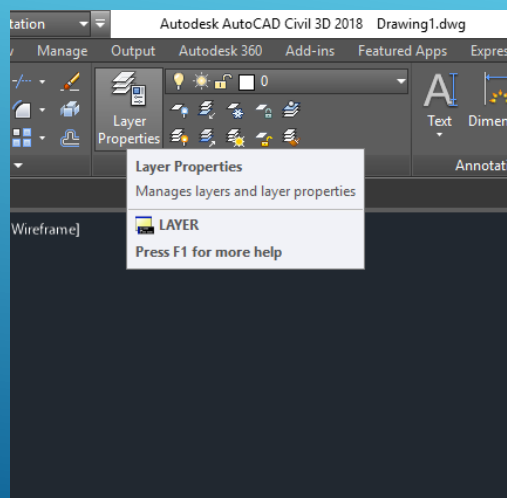 tation Autodesk AutoCAD Civil 3D 2018 Drawing1.dwg
v Manage Output Autodesk 360 Add-ins Featured Apps Expres
0
Layer
Properties
A
Text Dimen
Annotati
Layer Properties
Manages layers and layer properties
LAYER
Press F1 for more help
Wireframe]